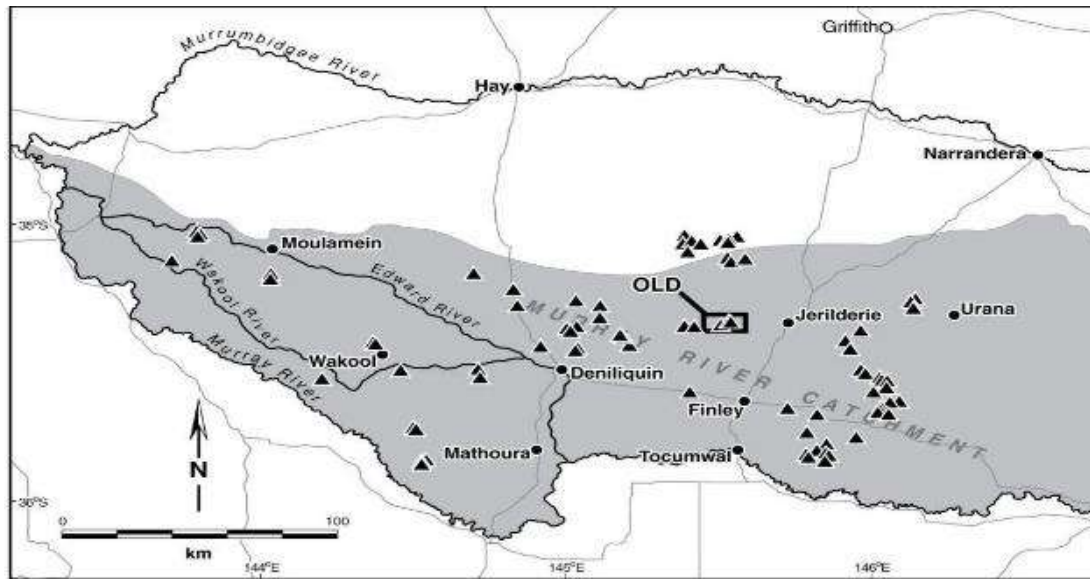 Griffith
Murrumbidgee River
Hay
Narrandera
35°S
Moulamein
Edward River
OLD
Wakool River
Urana
Jerilderie
MURRAY RIVER CATCHMENT
Wakool
Murray River
Deniliquin
Finley
Mathoura
Tocumwal
N
36°S
0 100
km
144°E 145°E 146°E